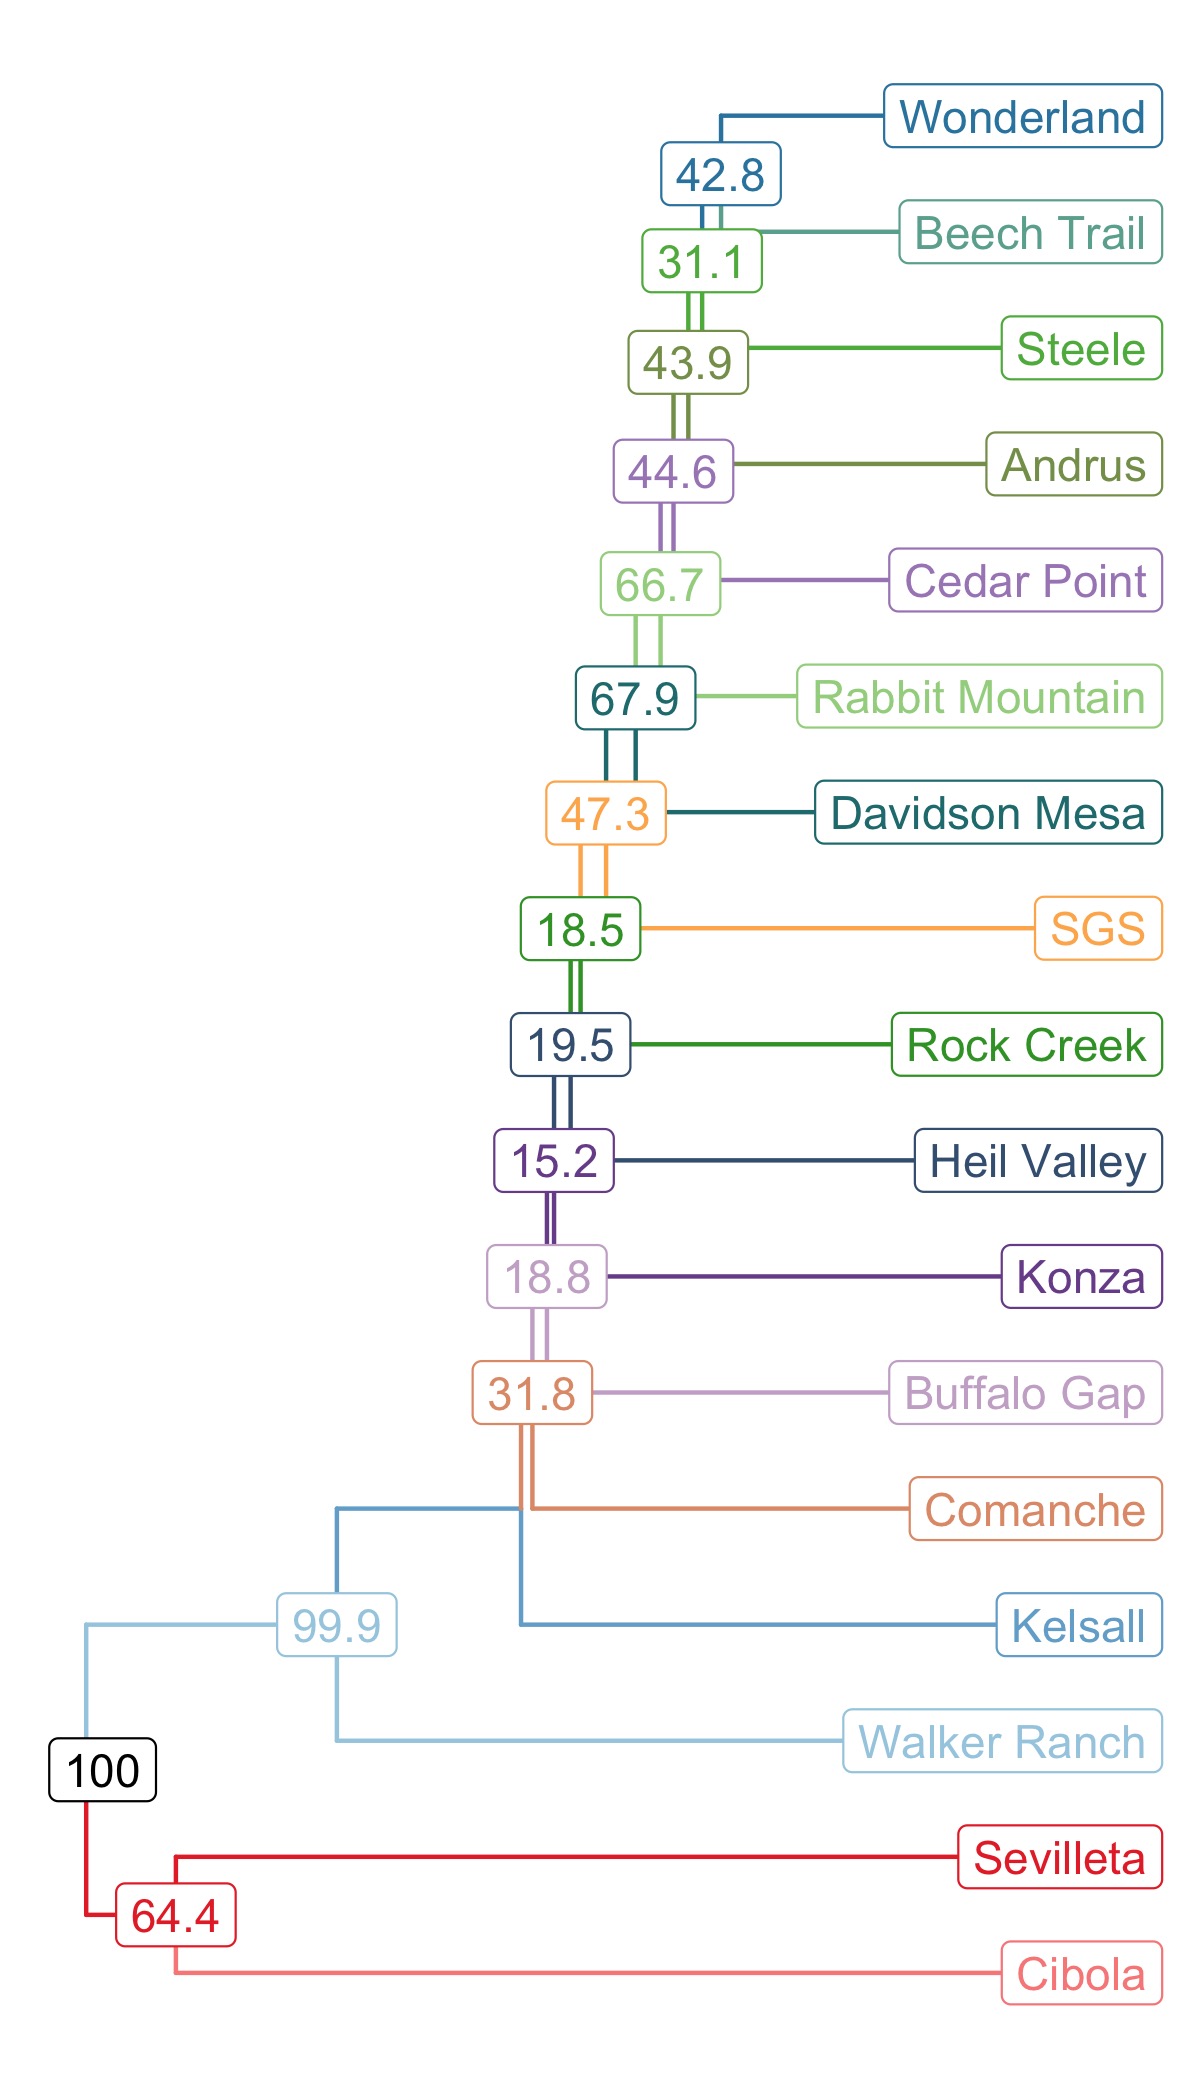 Wonderland
42.8
Beech Trail
31.1
Steele
43.9
Andrus
44.6
Cedar Point
66.7
Rabbit Mountain
67.9
Davidson Mesa
47.3
SGS
18.5
Rock Creek
19.5
Heil Valley
15.2
Konza
18.8
Buffalo Gap
31.8
Comanche
Kelsall
99.9
Walker Ranch
100
Sevilleta
64.4
Cibola